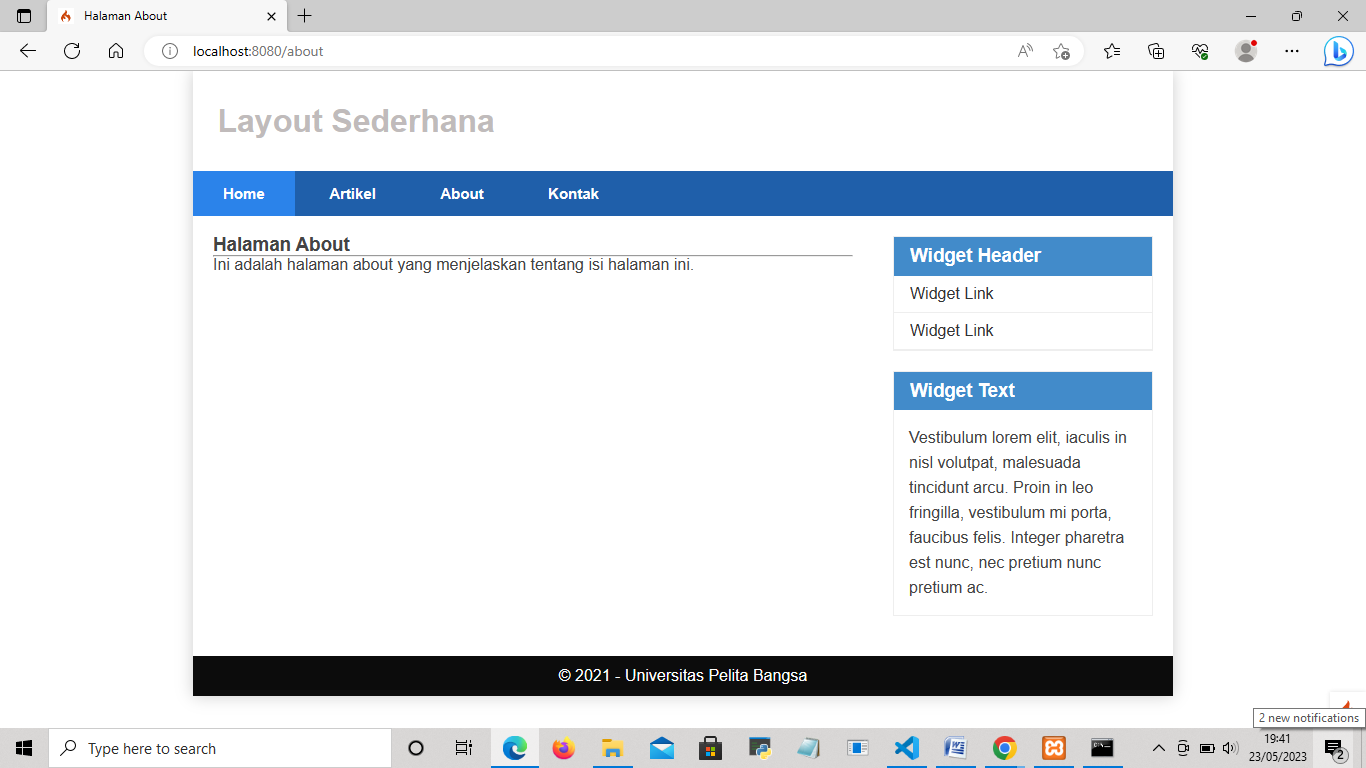 Halaman About
localhost:8080/about
Layout Sederhana
Home Artikel About Kontak
Halaman About
Ini adalah halaman about yang menjelaskan tentang isi halaman ini.
Widget Header
Widget Link
Widget Link
Widget Text
Vestibulum lorem elit, iaculis in
nisl volutpat, malesuada
tincidunt arcu. Proin in leo
fringilla, vestibulum mi porta,
faucibus felis. Integer pharetra
est nunc, nec pretium nunc
pretium ac.
© 2021 - Universitas Pelita Bangsa
2 new notifications
Type here to search
19:41
23/05/2023
2